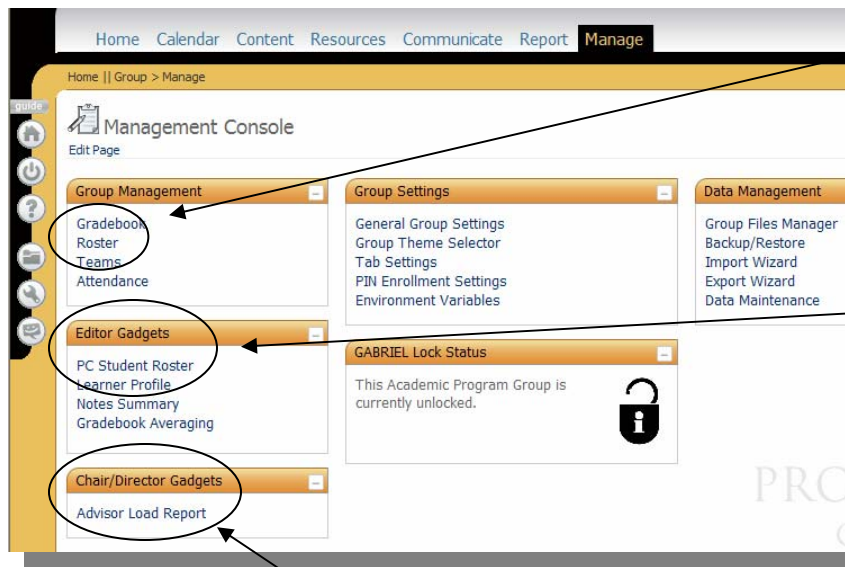 Home Calendar Content Resources Communicate Report Manage
Home || Group > Manage
guide
Management Console
Edit Page
Group Management
Gradebook
Roster
Teams
Attendance
Editor Gadgets
PC Student Roster
Learner Profile
Notes Summary
Gradebook Averaging
Chair/Director Gadgets
Advisor Load Report
Group Settings
General Group Settings
Group Theme Selector
Tab Settings
PIN Enrollment Settings
Environment Variables
GABRIEL Lock Status
This Academic Program Group is
currently unlocked.
Data Management
Group Files Manager
Backup/Restore
Import Wizard
Export Wizard
Data Maintenance
PRO